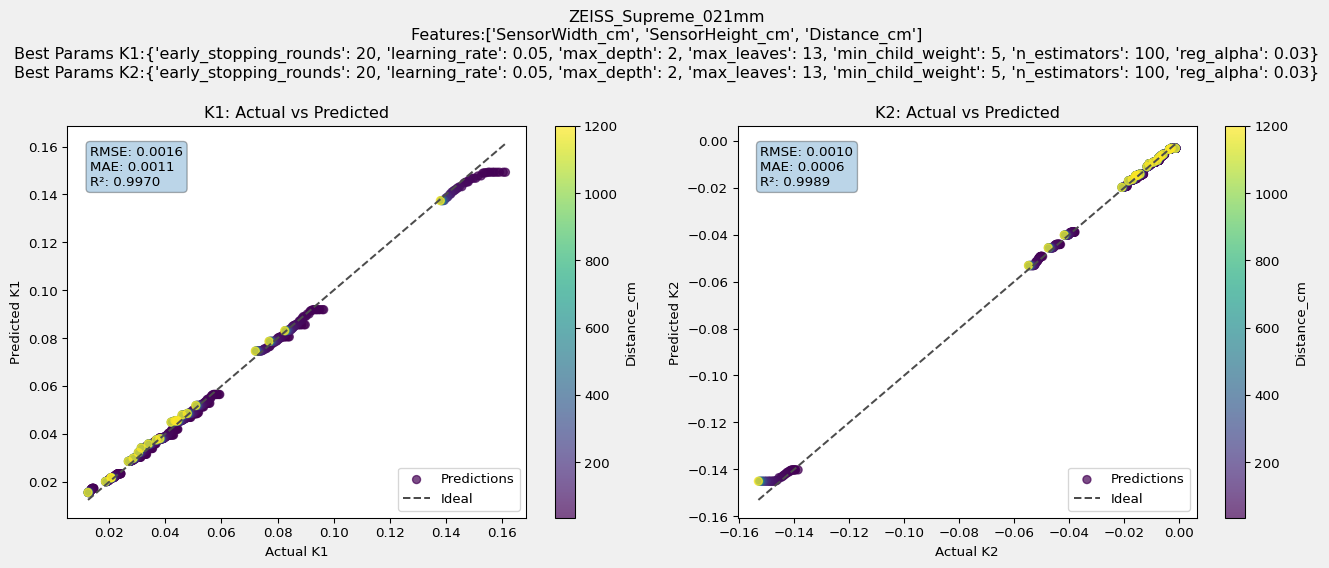 ZEISS_Supreme_021mm
Features:['SensorWidth_cm', 'SensorHeight_cm', 'Distance_cm']
Best Params K1:{'early_stopping_rounds': 20, 'learning_rate': 0.05, 'max_depth': 2, 'max_leaves': 13, 'min_child_weight': 5, 'n_estimators': 100, 'reg_alpha': 0.03}
Best Params K2:{'early_stopping_rounds': 20, 'learning_rate': 0.05, 'max_depth': 2, 'max_leaves': 13, 'min_child_weight': 5, 'n_estimators': 100, 'reg_alpha': 0.03}
K1: Actual vs Predicted
RMSE: 0.0016
MAE: 0.0011
R²: 0.9970
0.16
0.14
0.12
0.10
0.08
0.06
0.04
0.02
Predicted K1
0.02 0.04 0.06 0.08 0.10 0.12 0.14 0.16
Actual K1
Predictions
Ideal
1200
1000
800
600
400
200
Distance_cm
K2: Actual vs Predicted
RMSE: 0.0010
MAE: 0.0006
R²: 0.9989
0.00
−0.02
−0.04
−0.06
−0.08
−0.10
−0.12
−0.14
−0.16
Predicted K2
−0.16 −0.14 −0.12 −0.10 −0.08 −0.06 −0.04 −0.02 0.00
Actual K2
Predictions
Ideal
1200
1000
800
600
400
200
Distance_cm